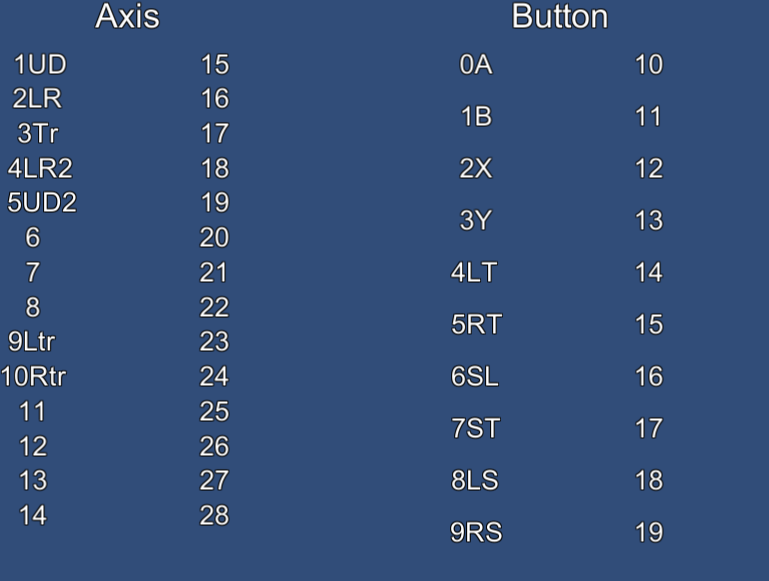 Axis Button
1UD 15 0A 10
2LR 16
1B 11
3Tr 17
4LR2 18 2X 12
5UD2 19
3Y 13
6 20
7 21 4LT 14
8 22
5RT 15
9Ltr 23
10Rtr 24 6SL 16
11 25
7ST 17
12 26
13 27 8LS 18
14 28
9RS 19